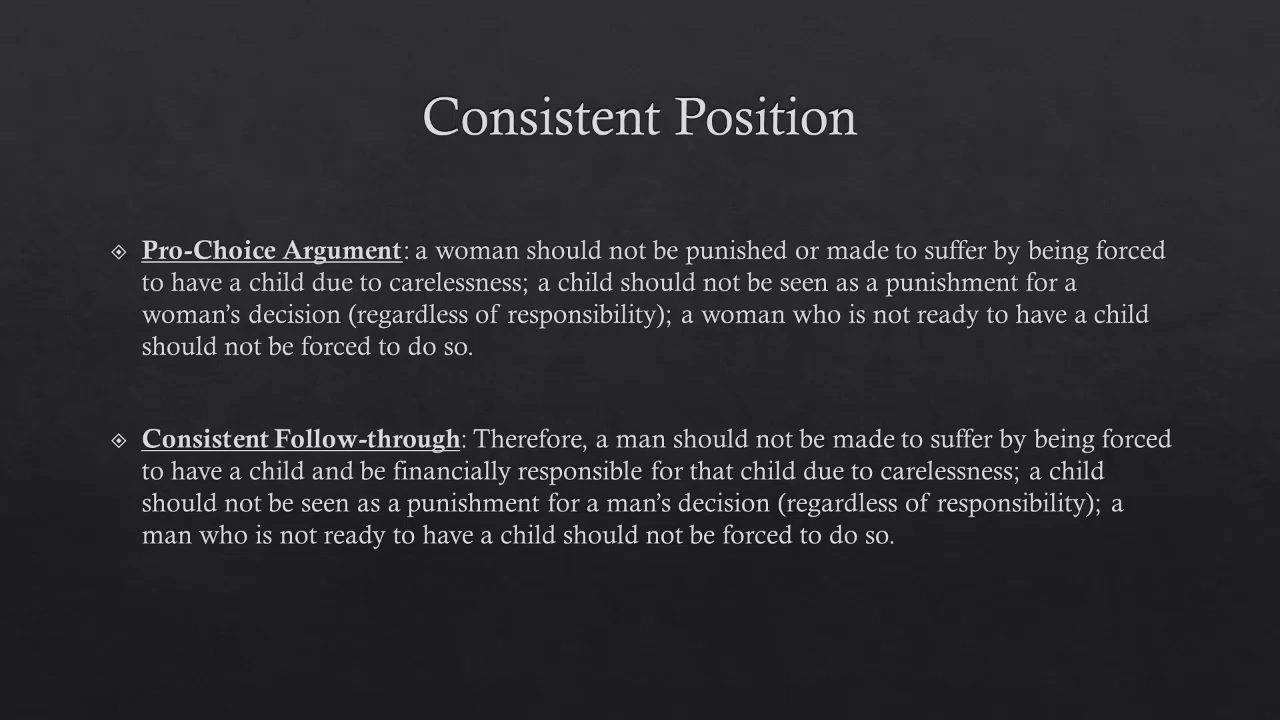 Consistent Position
Pro-Choice Argument: a woman should not be punished or made to suffer by being forced
to have a child due to carelessness; a child should not be seen as a punishment for a
woman’s decision (regardless of responsibility); a woman who is not ready to have a child
should not be forced to do so.
Consistent Follow-through: Therefore, a man should not be made to suffer by being forced
to have a child and be financially responsible for that child due to carelessness; a child
should not be seen as a punishment for a man’s decision (regardless of responsibility); a
man who is not ready to have a child should not be forced to do so.